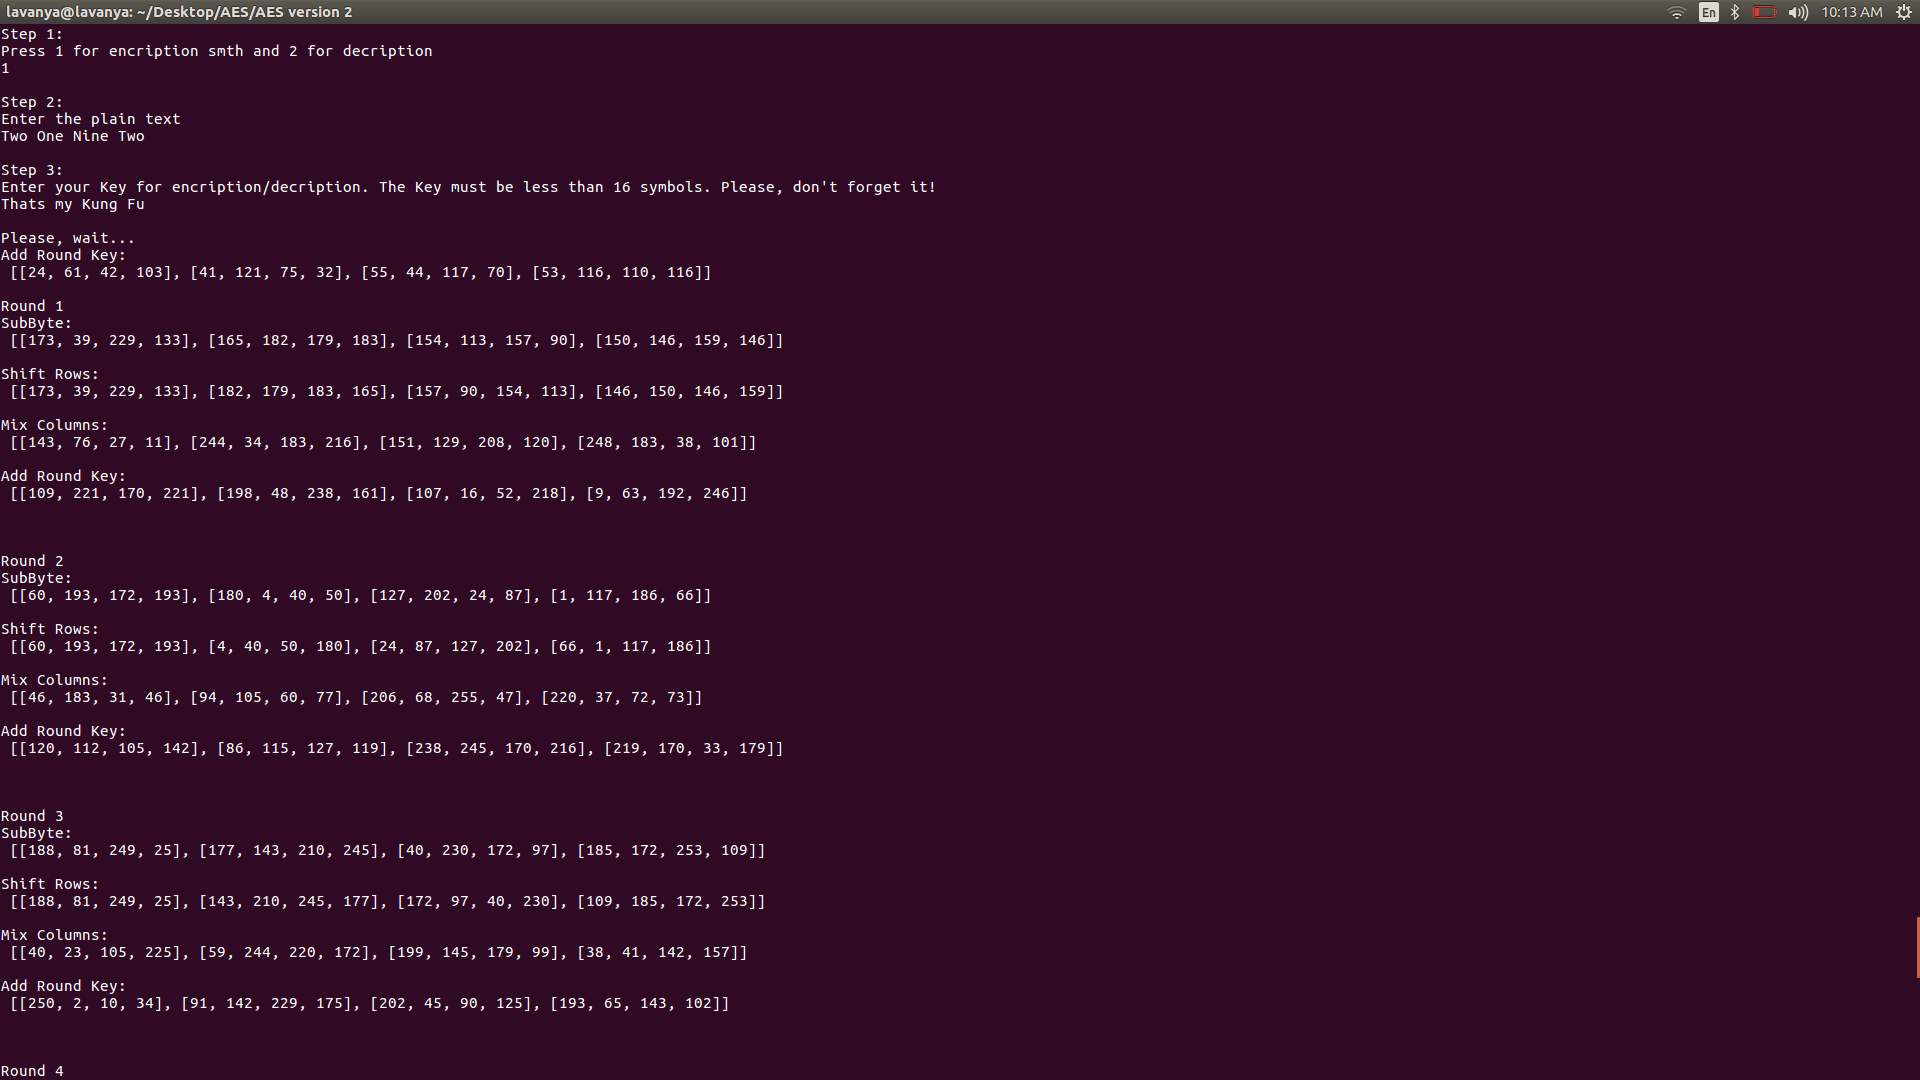 lavanya@lavanya: ~/Desktop/AES/AES version 2
En
10:13 AM
Step 1:
Press 1 for encription smth and 2 for decription
1
Step 2:
Enter the plain text
Two One Nine Two
Step 3:
Enter your Key for encription/decription. The Key must be less than 16 symbols. Please, don't forget it!
Thats my Kung Fu
Please, wait...
Add Round Key:
[[24, 61, 42, 103], [41, 121, 75, 32], [55, 44, 117, 70], [53, 116, 110, 116]]
Round 1
SubByte:
[[173, 39, 229, 133], [165, 182, 179, 183], [154, 113, 157, 90], [150, 146, 159, 146]]
Shift Rows:
[[173, 39, 229, 133], [182, 179, 183, 165], [157, 90, 154, 113], [146, 150, 146, 159]]
Mix Columns:
[[143, 76, 27, 11], [244, 34, 183, 216], [151, 129, 208, 120], [248, 183, 38, 101]]
Add Round Key:
[[109, 221, 170, 221], [198, 48, 238, 161], [107, 16, 52, 218], [9, 63, 192, 246]]
Round 2
SubByte:
[[60, 193, 172, 193], [180, 4, 40, 50], [127, 202, 24, 87], [1, 117, 186, 66]]
Shift Rows:
[[60, 193, 172, 193], [4, 40, 50, 180], [24, 87, 127, 202], [66, 1, 117, 186]]
Mix Columns:
[[46, 183, 31, 46], [94, 105, 60, 77], [206, 68, 255, 47], [220, 37, 72, 73]]
Add Round Key:
[[120, 112, 105, 142], [86, 115, 127, 119], [238, 245, 170, 216], [219, 170, 33, 179]]
Round 3
SubByte:
[[188, 81, 249, 25], [177, 143, 210, 245], [40, 230, 172, 97], [185, 172, 253, 109]]
Shift Rows:
[[188, 81, 249, 25], [143, 210, 245, 177], [172, 97, 40, 230], [109, 185, 172, 253]]
Mix Columns:
[[40, 23, 105, 225], [59, 244, 220, 172], [199, 145, 179, 99], [38, 41, 142, 157]]
Add Round Key:
[[250, 2, 10, 34], [91, 142, 229, 175], [202, 45, 90, 125], [193, 65, 143, 102]]
Round 4